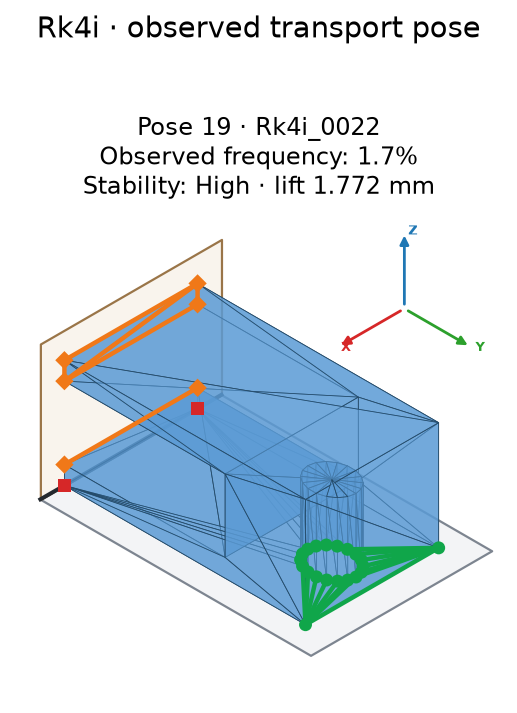 Rk4i · observed transport pose
Pose 19 · Rk4i_0022
Observed frequency: 1.7%
Stability: High · lift 1.772 mm
Z
X
Y